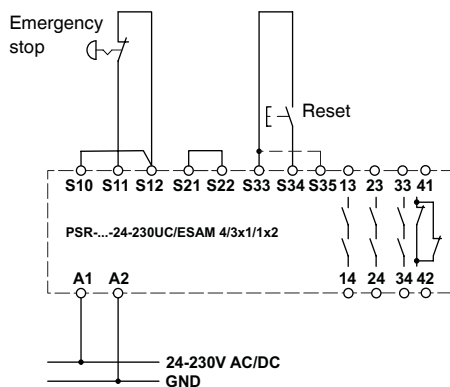 Emergency
stop
Reset
S10 S11 S12 S21 S22 S33 S34 S35 13 23 33 41
PSR-...-24-230UC/ESAM 4/3x1/1x2
A1 A2 14 24 34 42
24-230V AC/DC
GND